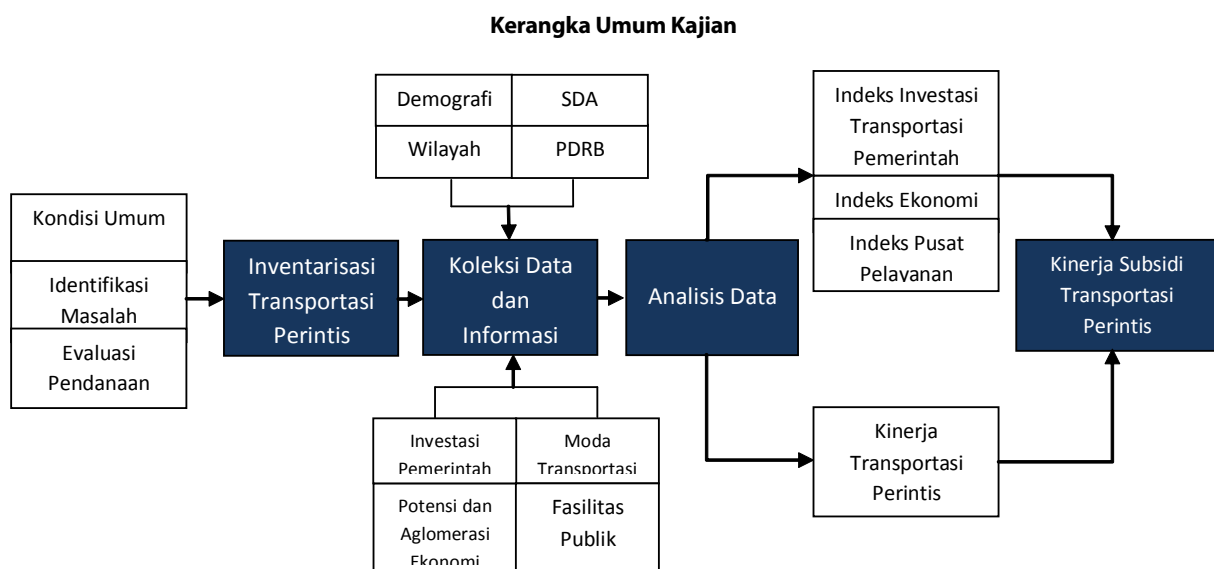 Kerangka Umum Kajian
Demografi
SDA
Wilayah
PDRB
Indeks Investasi
Transportasi
Pemerintah
Indeks Ekonomi
Indeks Pusat
Pelavanan
Kondisi Umum
Identifikasi
Masalah
Evaluasi
Pendanaan
Inventarisasi
Transportasi
Perintis
Koleksi Data
dan
Informasi
Analisis Data
Kinerja Subsidi
Transportasi
Perintis
Investasi
Pemerintah
Moda
Transportasi
Potensi dan
Aglomerasi
Ekonomi
Fasilitas
Publik
Kinerja
Transportasi
Perintis